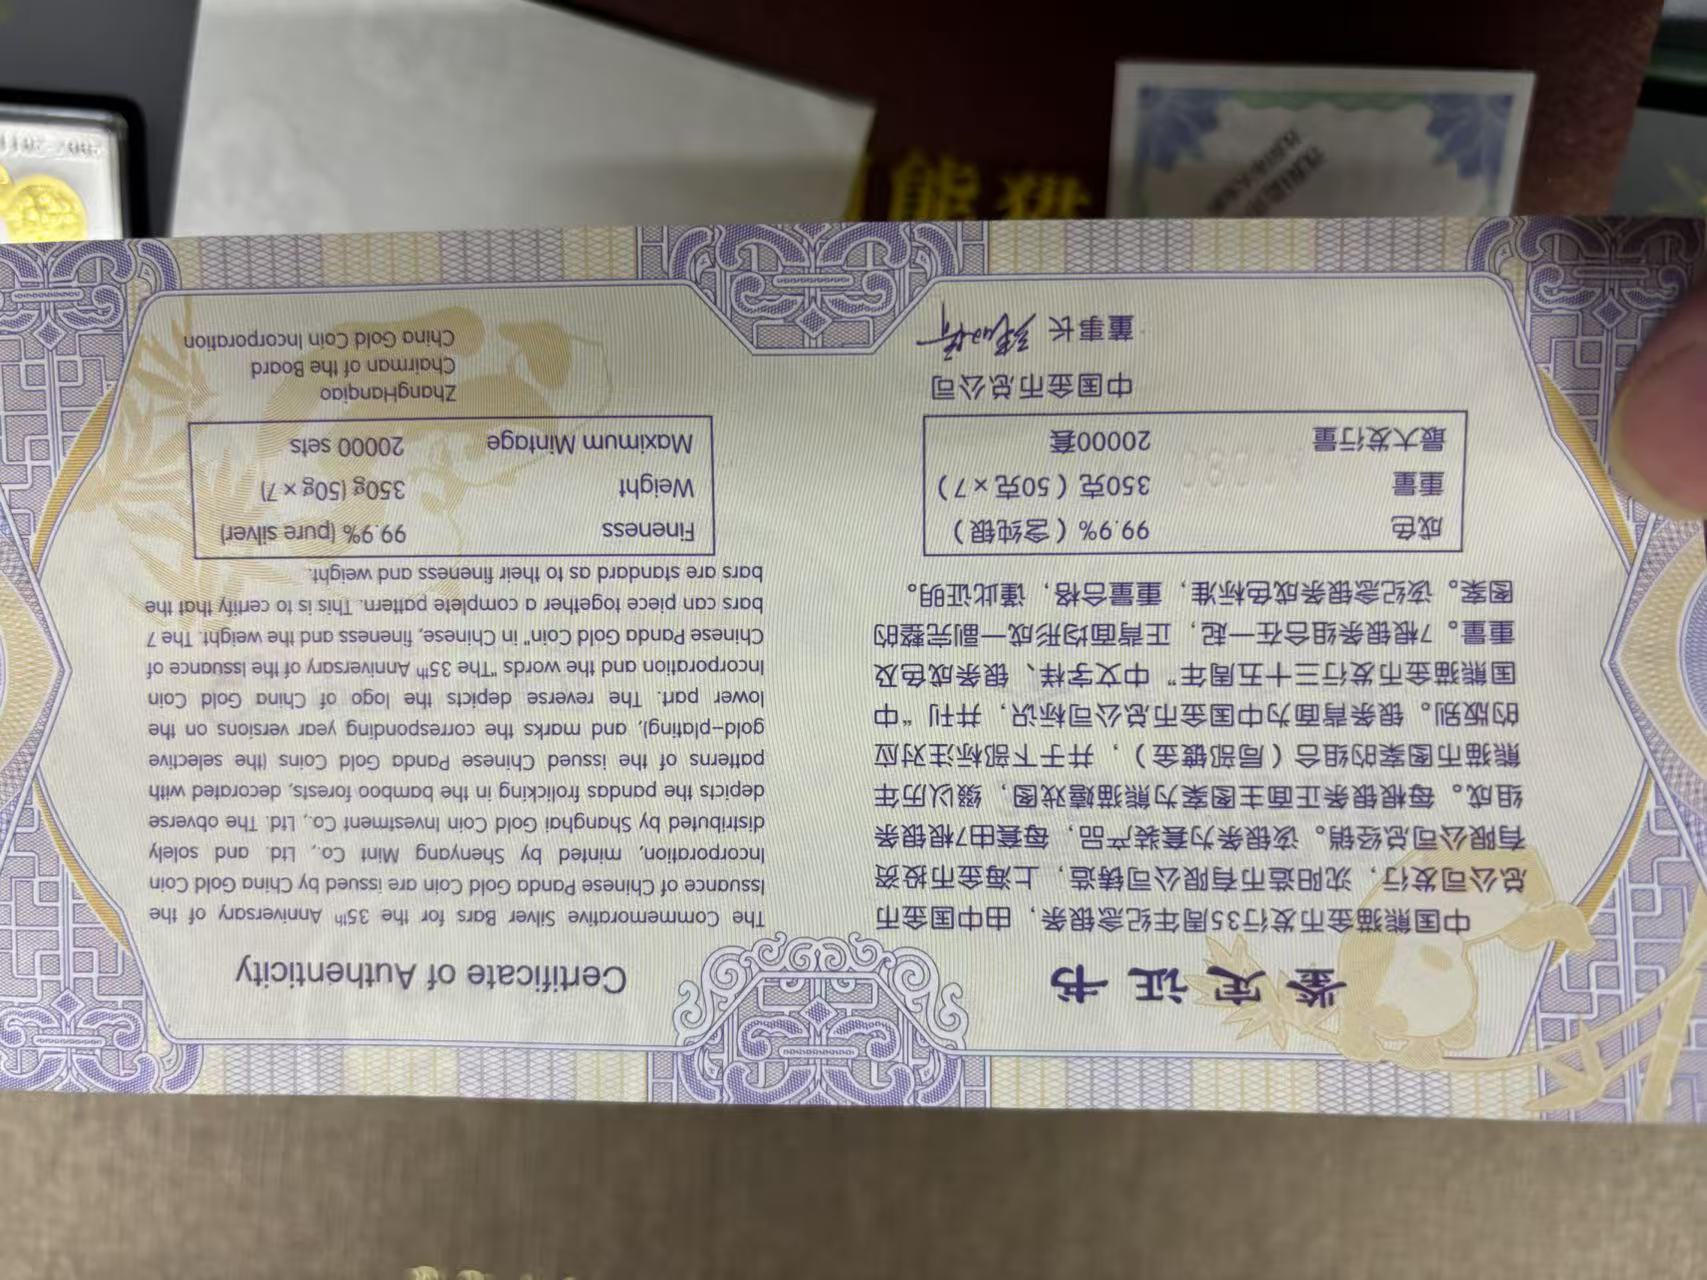 鉴定证书
中国熊猫金币发行35周年纪念银条，由中国金币
总公司发行，沈阳造币有限公司铸造，上海金币投资
有限公司总经销。该银条为套装产品，每套由7根银条
组成。每根银条正面主图案为熊猫嬉戏图，缀以历年
熊猫币图案的组合（局部镀金），并于下部标注对应
的版别。银条背面为中国金币总公司标识，并刊“中
国熊猫金币发行三十五周年”中文字样、银条成色及
重量。7根银条组合在一起，正背面均形成一副完整的
图案。该纪念银条成色标准，重量合格，谨此证明。
成色 99.9%（含纯银）
重量 350克（50克×7）
最大发行量 20000套
中国金币总公司
董事长
Certificate of Authenticity
The Commemorative Silver Bars for the 35th Anniversary of the
Issuance of Chinese Panda Gold Coin are issued by China Gold Coin
Incorporation, minted by Shenyang Mint Co., Ltd. and solely
distributed by Shanghai Gold Coin Investment Co., Ltd. The obverse
depicts the pandas frolicking in the bamboo forests, decorated with
patterns of the issued Chinese Panda Gold Coins (the selective
gold-plating), and marks the corresponding year versions on the
lower part. The reverse depicts the logo of China Gold Coin
Incorporation and the words "The 35th Anniversary of the Issuance of
Chinese Panda Gold Coin" in Chinese, fineness and the weight. The 7
bars can piece together a complete pattern. This is to certify that the
bars are standard as to their fineness and weight.
Fineness 99.9% (pure silver)
Weight 350g (50g×7)
Maximum Mintage 20000 sets
ZhangHanqiao
Chairman of the Board
China Gold Coin Incorporation
熊猫